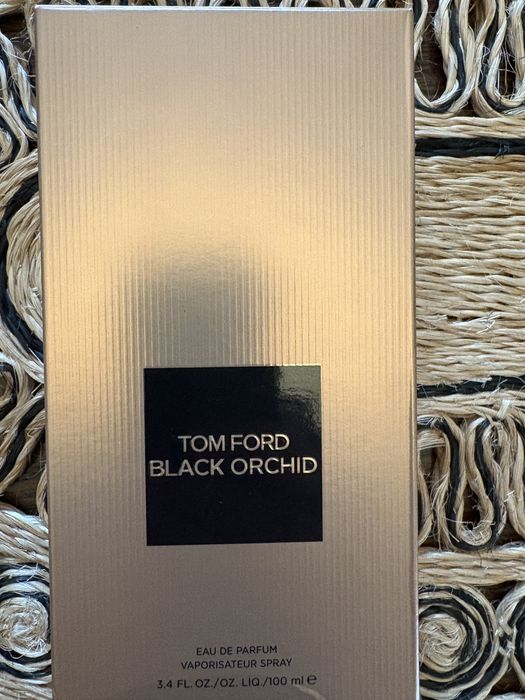 TOM FORD
BLACK ORCHID
EAU DE PARFUM
VAPORISATEUR SPRAY
3.4 FL. OZ./OZ. LIQ./100 ml ℮